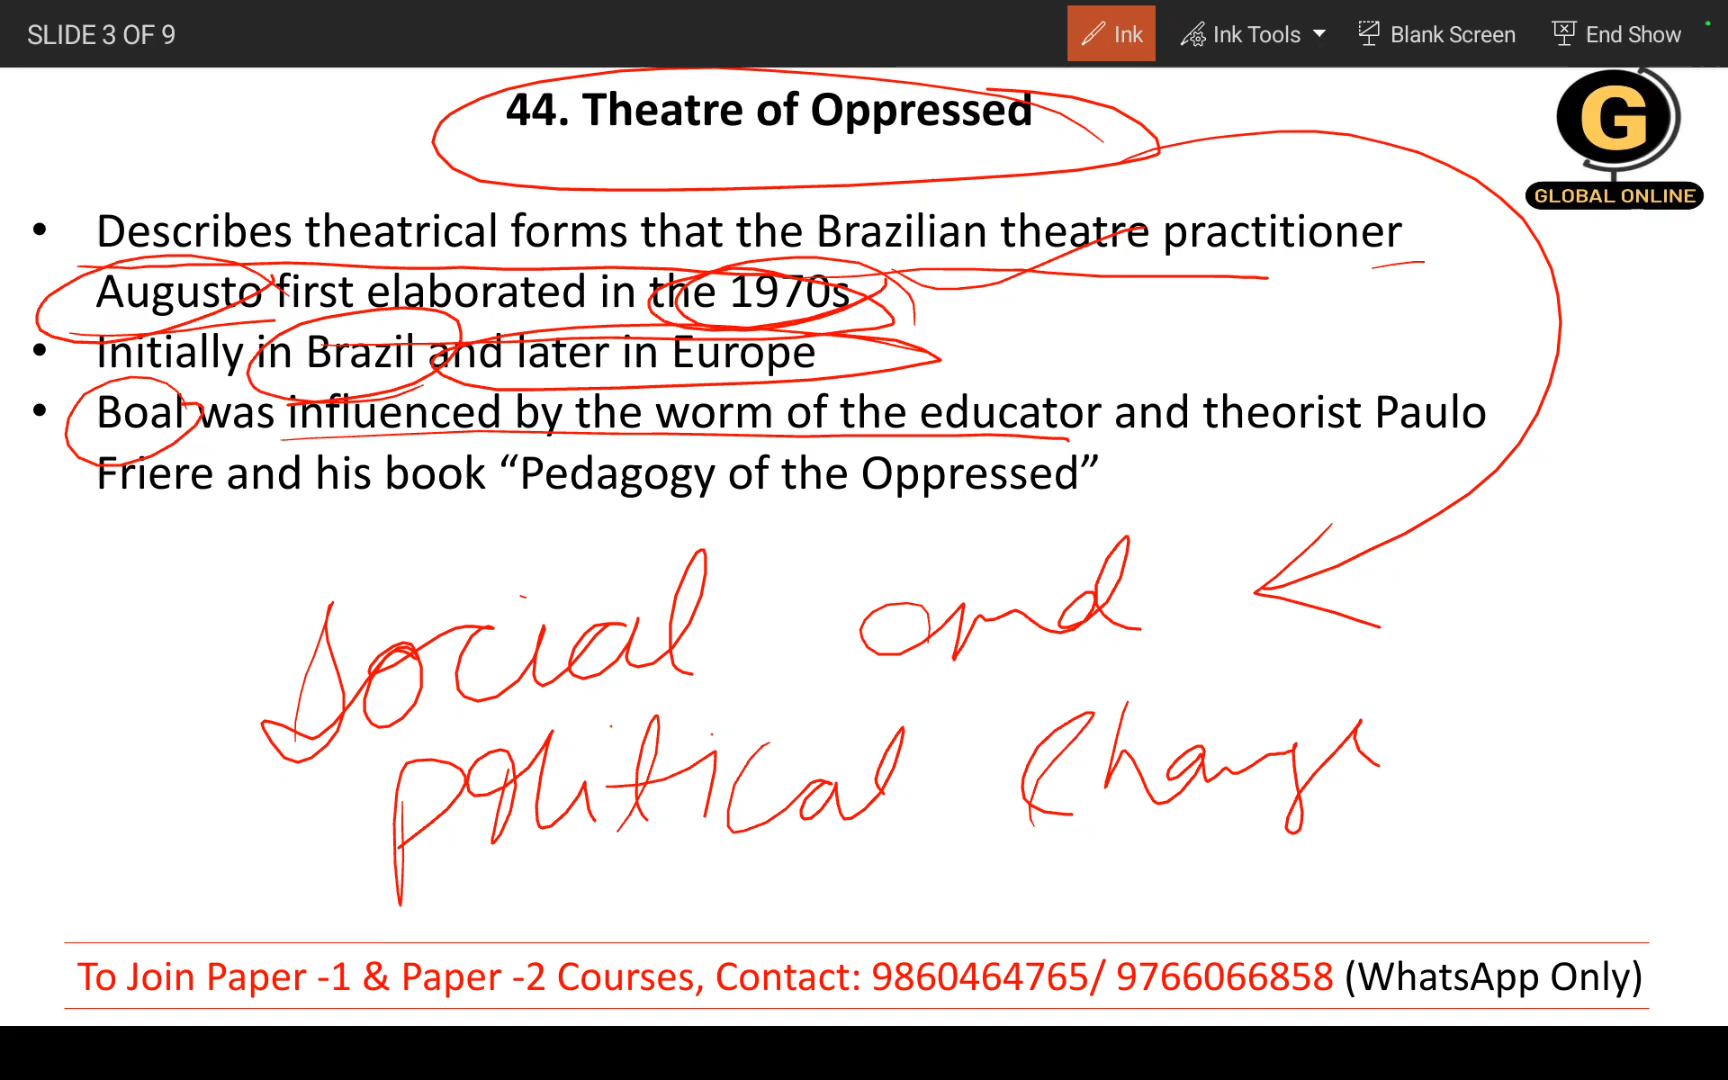 SLIDE 3 OF 9
Ink
Ink Tools
Blank Screen
End Show
44. Theatre of Oppressed
G
GLOBAL ONLINE
• Describes theatrical forms that the Brazilian theatre practitioner
Augusto first elaborated in the 1970s
• Initially in Brazil and later in Europe
• Boal was influenced by the worm of the educator and theorist Paulo
Friere and his book “Pedagogy of the Oppressed”
Social and
political Change
To Join Paper -1 & Paper -2 Courses, Contact: 9860464765/ 9766066858 (WhatsApp Only)